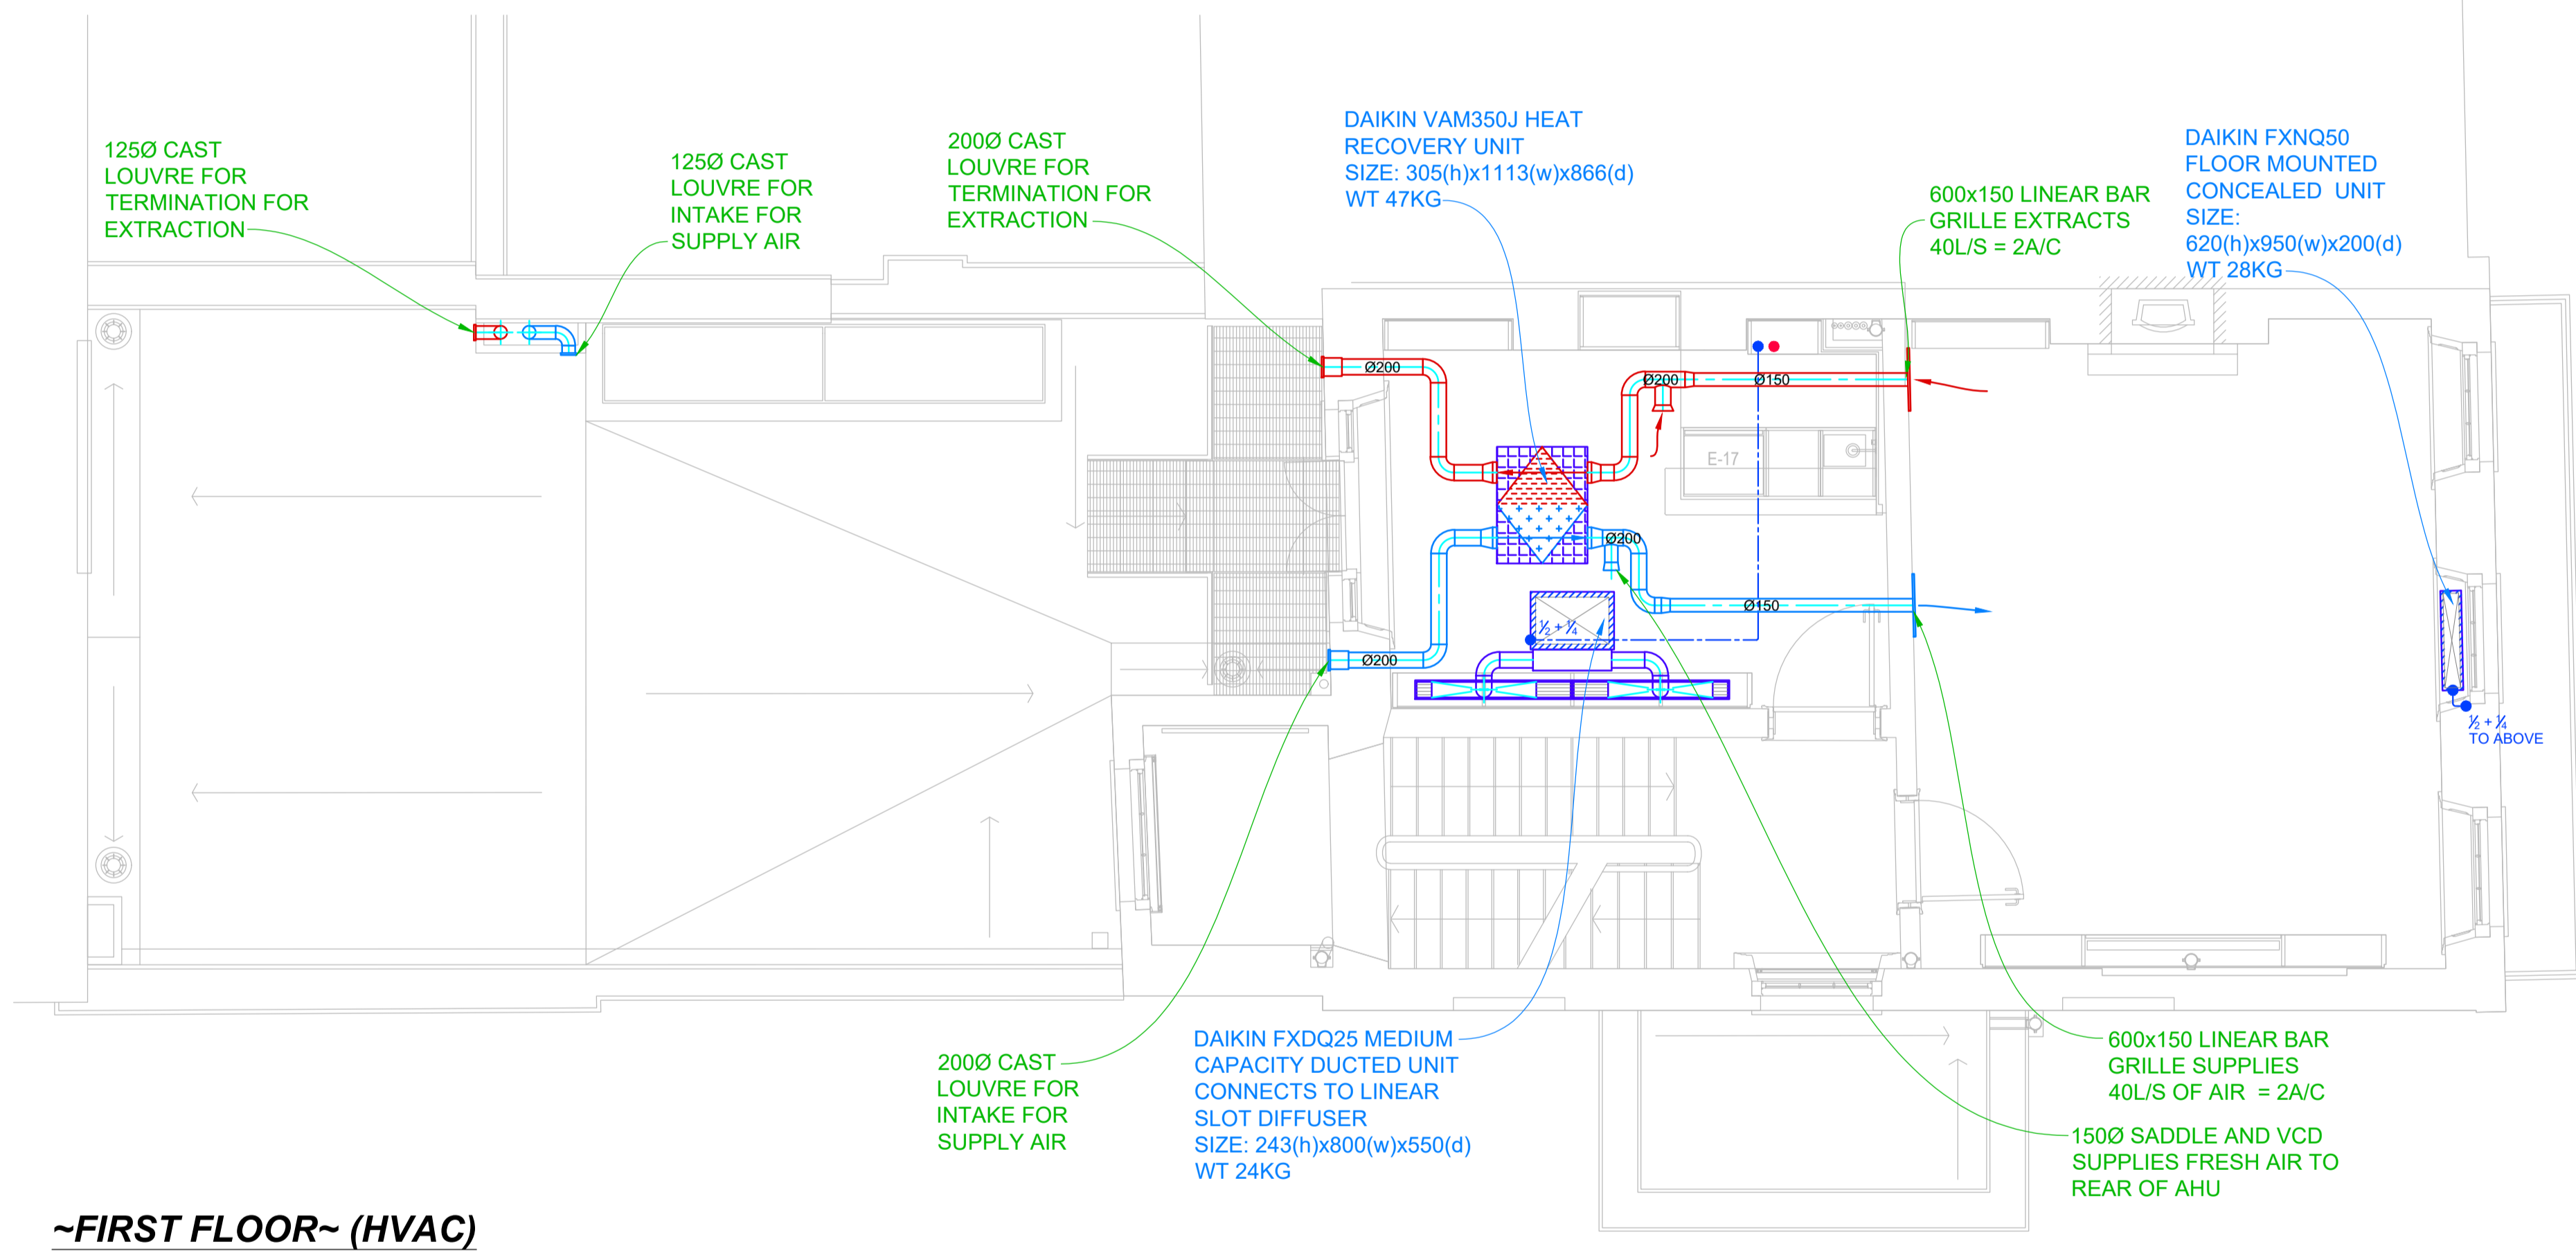 125Ø CAST
LOUVRE FOR
TERMINATION FOR
EXTRACTION
125Ø CAST
LOUVRE FOR
INTAKE FOR
SUPPLY AIR
200Ø CAST
LOUVRE FOR
TERMINATION FOR
EXTRACTION
DAIKIN VAM350J HEAT
RECOVERY UNIT
SIZE: 305(h)x1113(w)x866(d)
WT 47KG
600x150 LINEAR BAR
GRILLE EXTRACTS
40L/S = 2A/C
DAIKIN FXNQ50
FLOOR MOUNTED
CONCEALED UNIT
SIZE:
620(h)x950(w)x200(d)
WT 28KG
Ø200
Ø200
Ø150
E-17
Ø200
Ø150
½ + ¼
Ø200
½ + ¼
TO ABOVE
200Ø CAST
LOUVRE FOR
INTAKE FOR
SUPPLY AIR
DAIKIN FXDQ25 MEDIUM
CAPACITY DUCTED UNIT
CONNECTS TO LINEAR
SLOT DIFFUSER
SIZE: 243(h)x800(w)x550(d)
WT 24KG
600x150 LINEAR BAR
GRILLE SUPPLIES
40L/S OF AIR = 2A/C
150Ø SADDLE AND VCD
SUPPLIES FRESH AIR TO
REAR OF AHU
~FIRST FLOOR~ (HVAC)